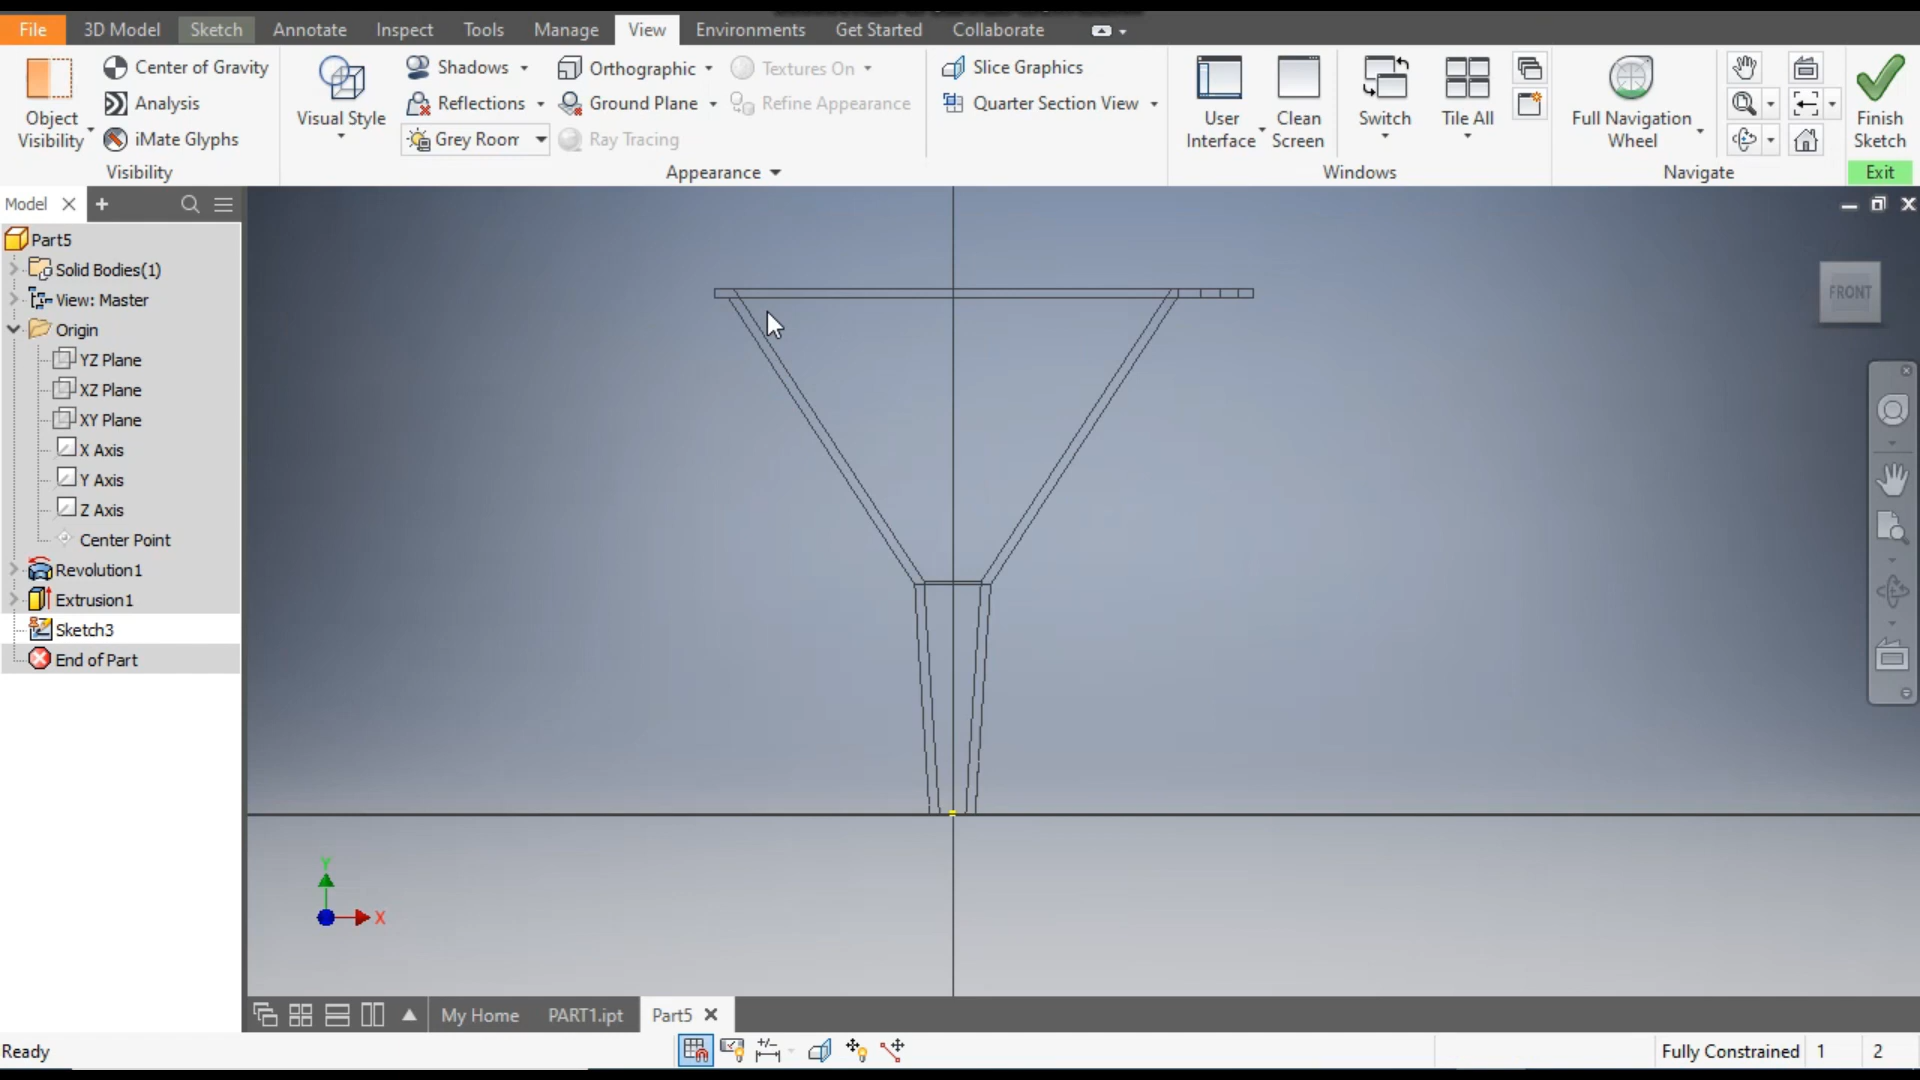 File 3D Model Sketch Annotate Inspect Tools Manage View Environments Get Started Collaborate
Object Visibility
Center of Gravity
Analysis
iMate Glyphs
Visibility
Visual Style
Shadows
Reflections
Grey Room
Orthographic
Ground Plane
Ray Tracing
Textures On
Refine Appearance
Appearance
Slice Graphics
Quarter Section View
User Interface
Clean Screen
Switch
Tile All
Windows
Full Navigation Wheel
Navigate
Finish Sketch
Exit
Model
Part5
Solid Bodies(1)
View: Master
Origin
YZ Plane
XZ Plane
XY Plane
X Axis
Y Axis
Z Axis
Center Point
Revolution1
Extrusion1
Sketch3
End of Part
FRONT
Y
X
My Home PART1.ipt Part5
Ready
Fully Constrained 1 2